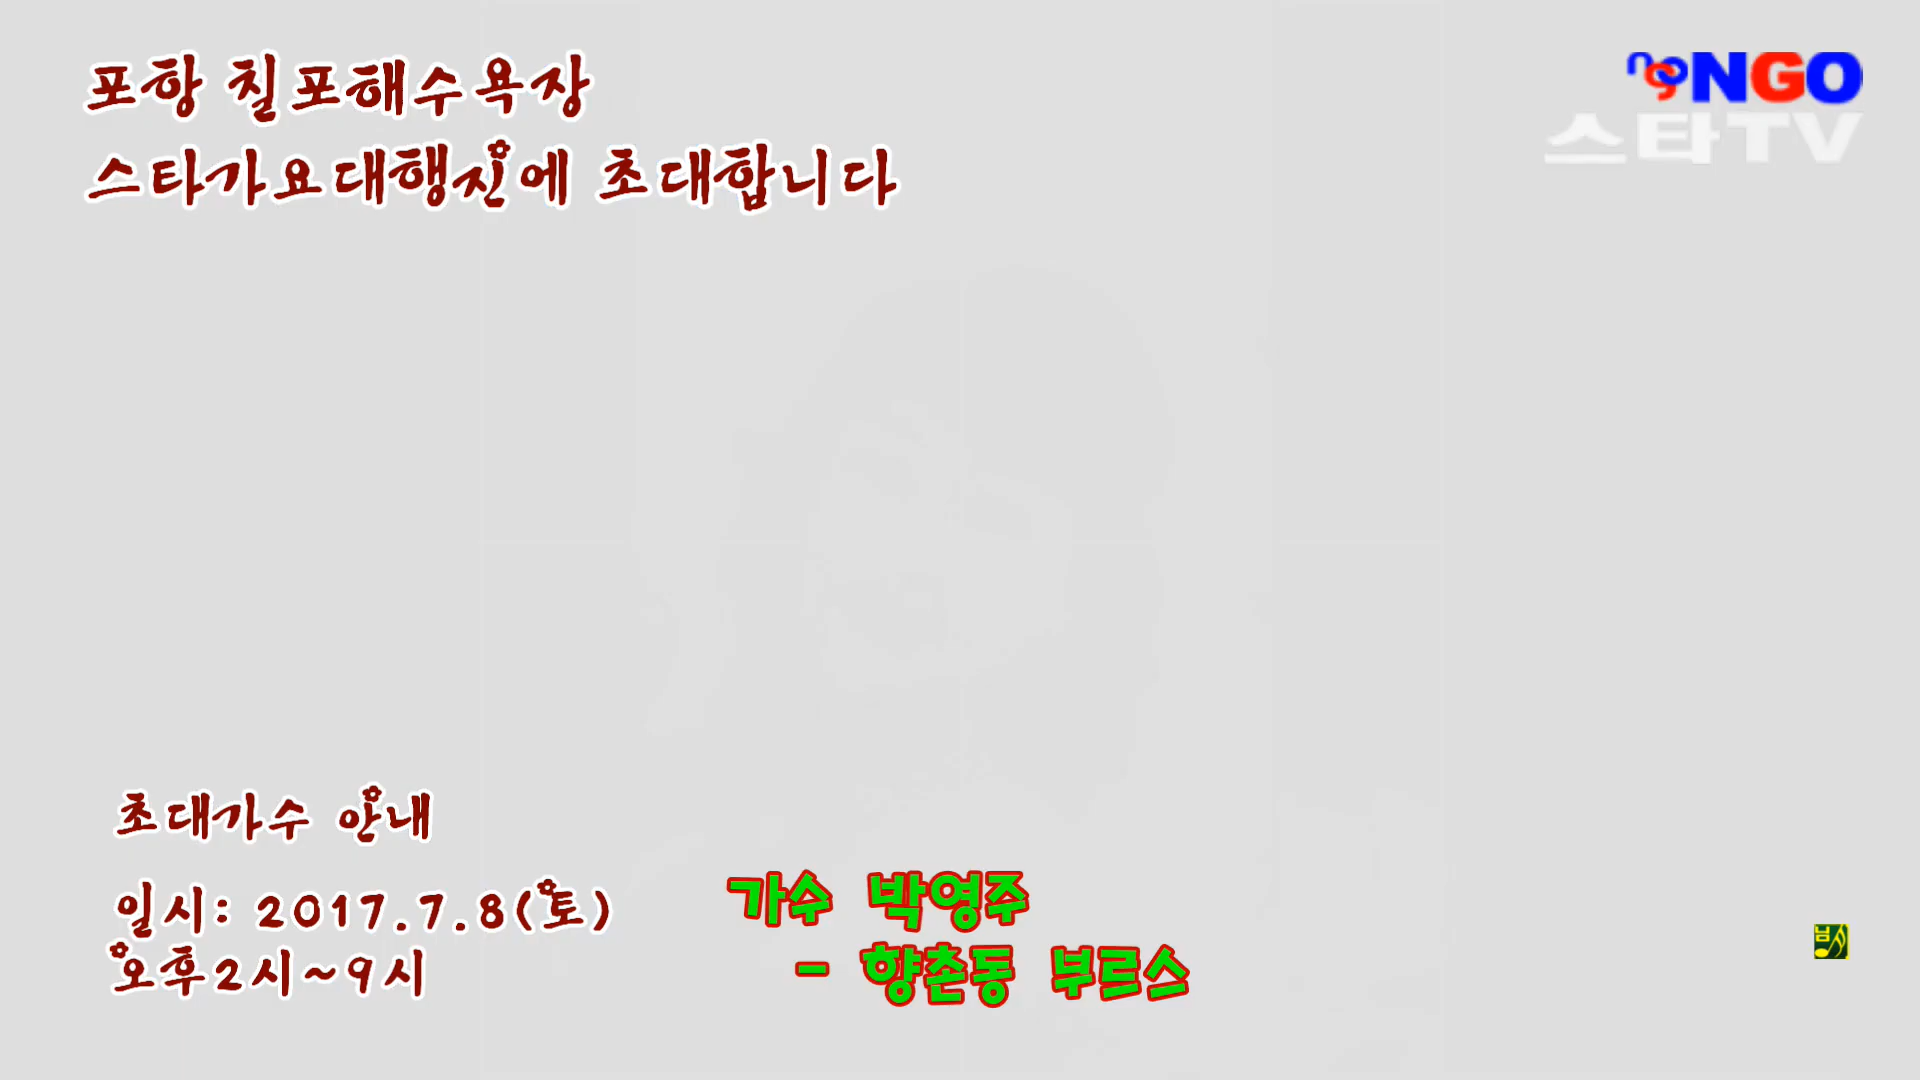 포항 칠포해수욕장
스타가요대행진에 초대합니다
NGO
스타TV
초대가수 안내
일시: 2017.7.8(토)
오후2시~9시
가수 박영주
- 향촌동 부르스